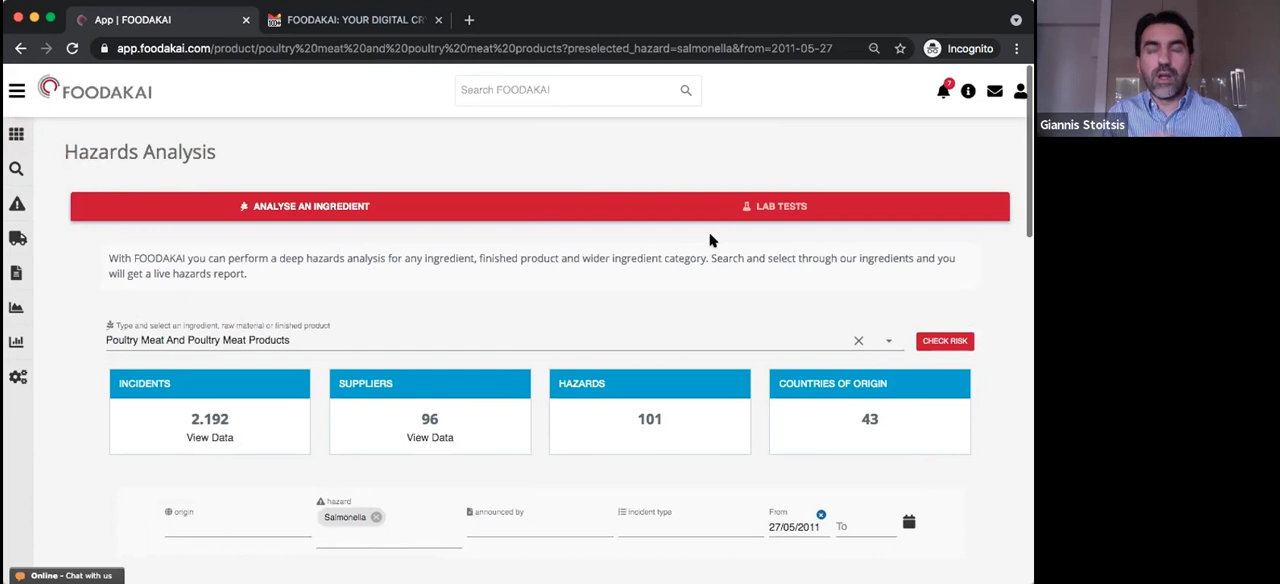 App | FOODAKAI
FOODAKAI: YOUR DIGITAL CR
app.foodakai.com/product/poultry%20meat%20and%20poultry%20meat%20products?preselected_hazard=salmonella&from=2011-05-27
Incognito
FOODAKAI
Search FOODAKAI
7
Giannis Stoitsis
Hazards Analysis
ANALYSE AN INGREDIENT
LAB TESTS
With FOODAKAI you can perform a deep hazards analysis for any ingredient, finished product and wider ingredient category. Search and select through our ingredients and you
will get a live hazards report.
Type and select an ingredient, raw material or finished product
Poultry Meat And Poultry Meat Products
CHECK RISK
INCIDENTS
2.192
View Data
SUPPLIERS
96
View Data
HAZARDS
101
COUNTRIES OF ORIGIN
43
origin
hazard
Salmonella
announced by
incident type
From
27/05/2011
To
Online - Chat with us